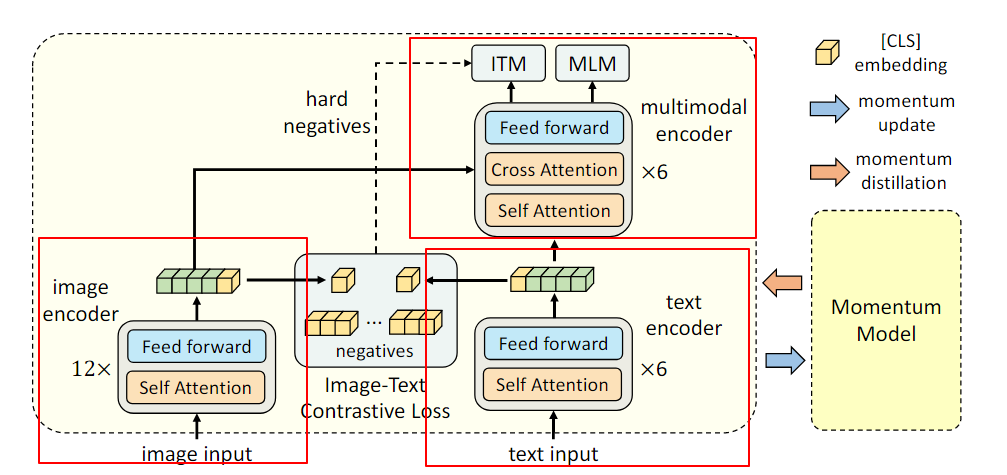 ITM
MLM
hard
negatives
Feed forward
Cross Attention
Self Attention
multimodal
encoder
×6
[CLS]
embedding
momentum
update
momentum
distillation
image
encoder
Feed forward
Self Attention
12×
image input
...
negatives
Image-Text
Contrastive Loss
text
encoder
Feed forward
Self Attention
×6
text input
Momentum
Model